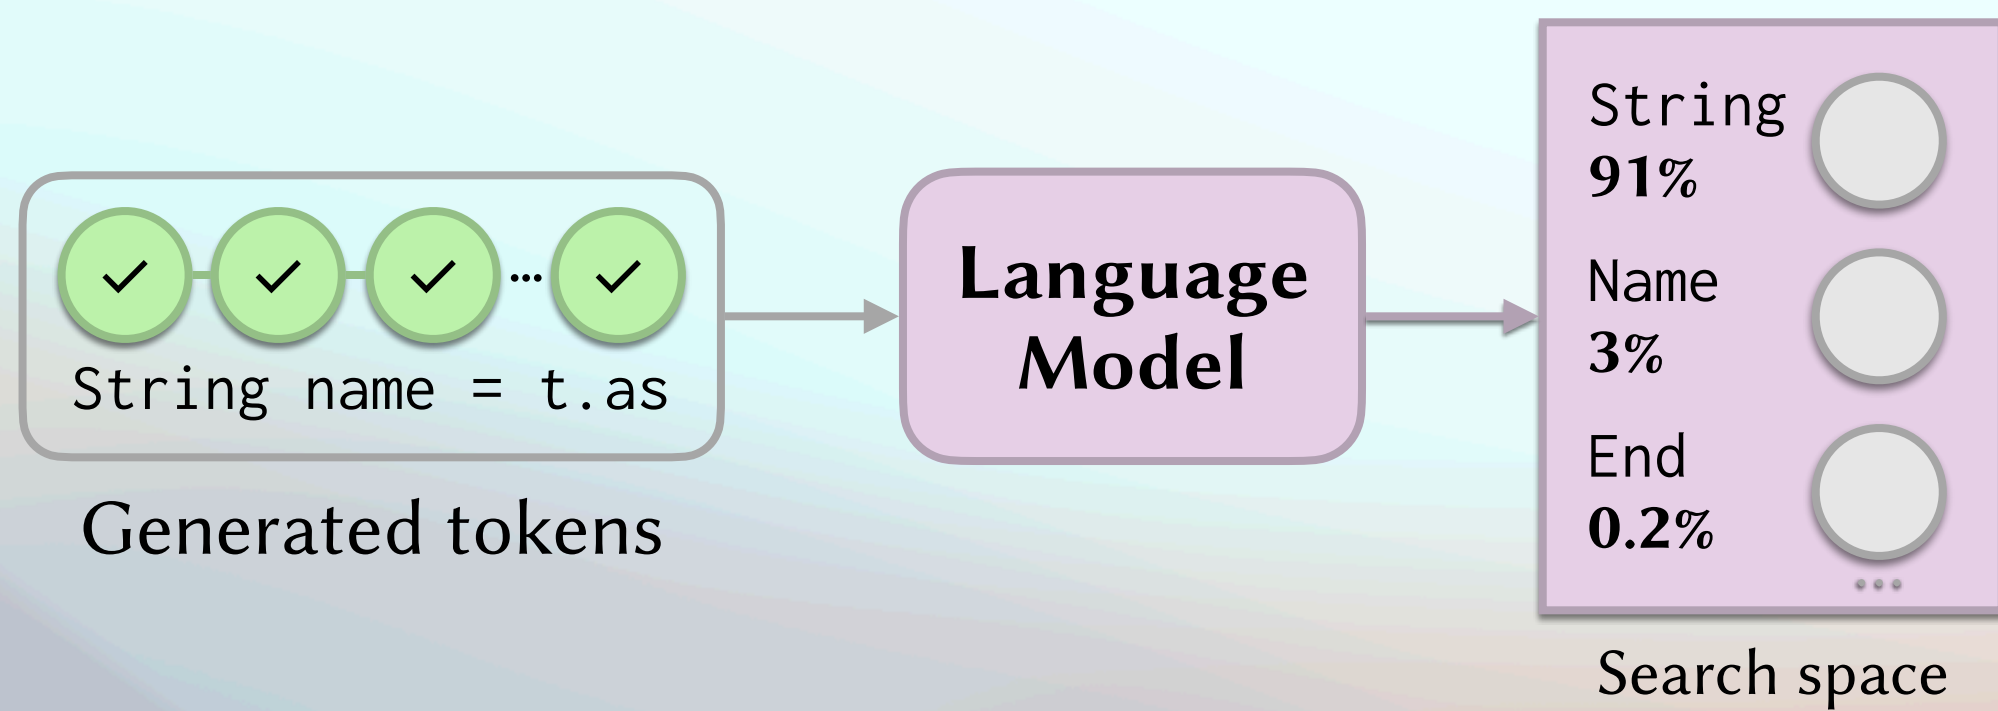 String name = t.as
Generated tokens
Language
Model
String
91%
Name
3%
End
0.2%
Search space